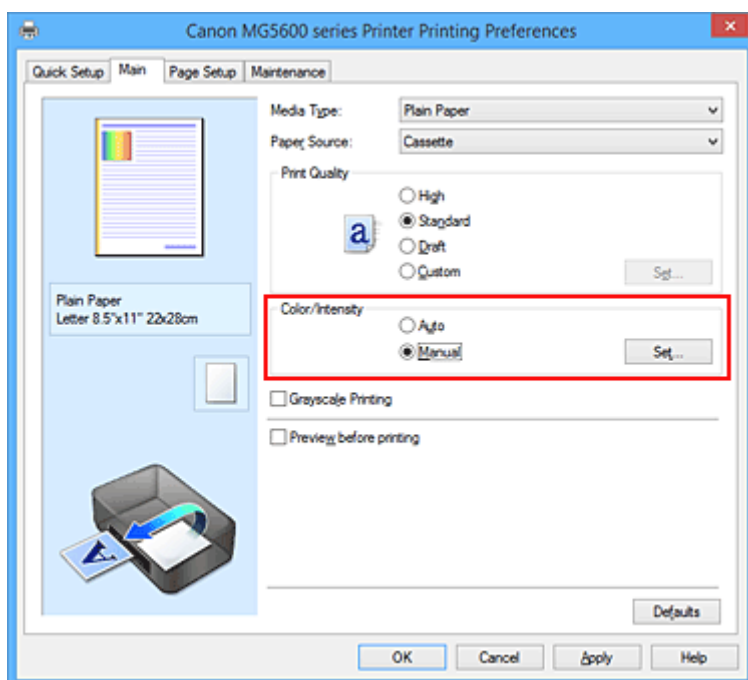 Canon MG5600 series Printer Printing Preferences
Quick Setup Main Page Setup Maintenance
Media Type: Plain Paper
Paper Source: Cassette
Print Quality
High
Standard
Draft
Custom Set...
a
Plain Paper
Letter 8.5"x11" 22x28cm
Color/Intensity
Auto
Manual Set...
Grayscale Printing
Preview before printing
A
Defaults
OK Cancel Apply Help